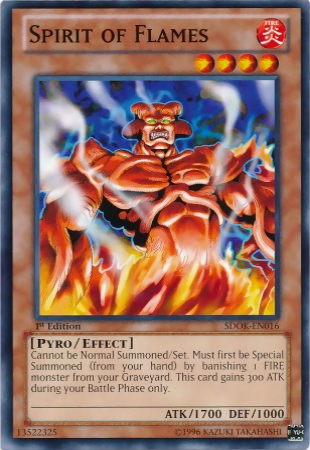 Spirit of Flames
FIRE
炎
1st Edition
SDOK-EN016
[Pyro/Effect]
Cannot be Normal Summoned/Set. Must first be Special
Summoned (from your hand) by banishing 1 FIRE
monster from your Graveyard. This card gains 300 ATK
during your Battle Phase only.
ATK/1700 DEF/1000
13522325
©1996 KAZUKI TAKAHASHI